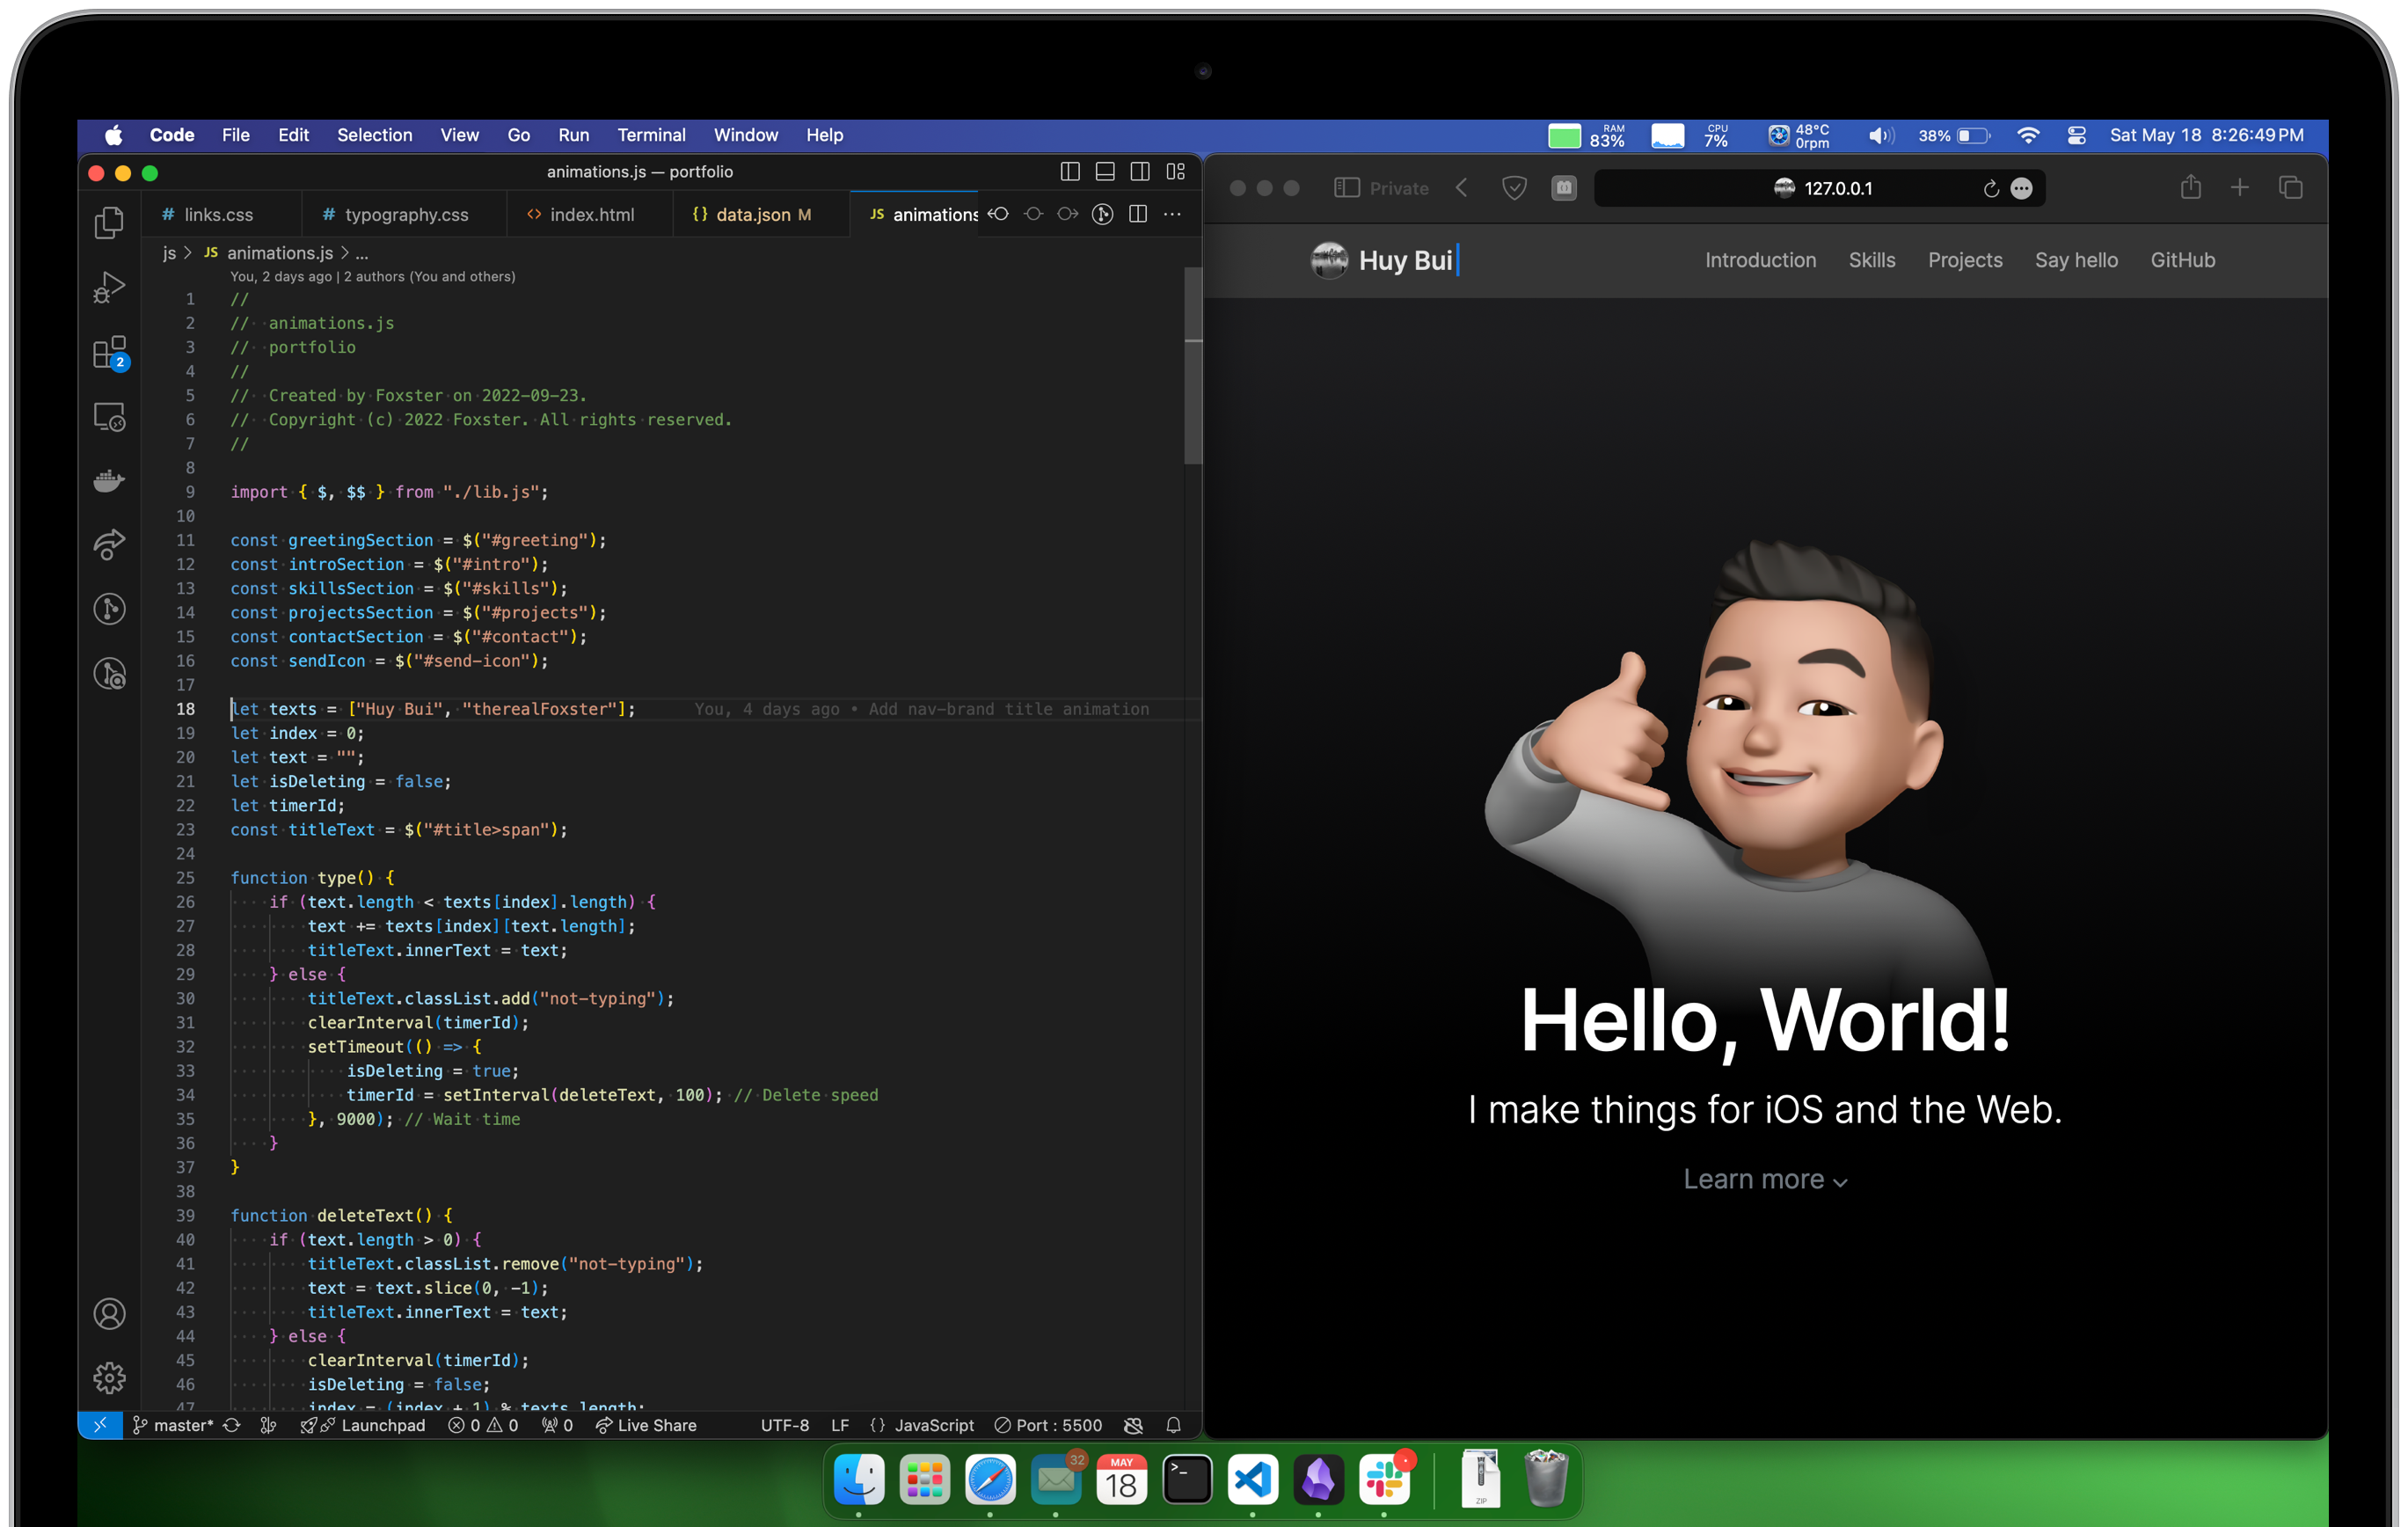 Code File Edit Selection View Go Run Terminal Window Help
RAM 83% CPU 7% 48°C 0rpm 38% Sat May 18 8:26:49 PM
animations.js — portfolio
# links.css # typography.css <> index.html {} data.json M JS animations
js > JS animations.js > ...
You, 2 days ago | 2 authors (You and others)
1 //
2 // animations.js
3 // portfolio
4 //
5 // Created by Foxster on 2022-09-23.
6 // Copyright (c) 2022 Foxster. All rights reserved.
7 //
8
9 import { $, $$ } from "./lib.js";
10
11 const greetingSection = $("#greeting");
12 const introSection = $("#intro");
13 const skillsSection = $("#skills");
14 const projectsSection = $("#projects");
15 const contactSection = $("#contact");
16 const sendIcon = $("#send-icon");
17
18 let texts = ["Huy Bui", "therealFoxster"]; You, 4 days ago • Add nav-brand title animation
19 let index = 0;
20 let text = "";
21 let isDeleting = false;
22 let timerId;
23 const titleText = $("#title>span");
24
25 function type() {
26 if (text.length < texts[index].length) {
27 text += texts[index][text.length];
28 titleText.innerText = text;
29 } else {
30 titleText.classList.add("not-typing");
31 clearInterval(timerId);
32 setTimeout(() => {
33 isDeleting = true;
34 timerId = setInterval(deleteText, 100); // Delete speed
35 }, 9000); // Wait time
36 }
37 }
38
39 function deleteText() {
40 if (text.length > 0) {
41 titleText.classList.remove("not-typing");
42 text = text.slice(0, -1);
43 titleText.innerText = text;
44 } else {
45 clearInterval(timerId);
46 isDeleting = false;
47 index = (index + 1) % texts.length;
2
master* Launchpad 0 0 0 Live Share UTF-8 LF {} JavaScript Port : 5500
Private 127.0.0.1
Huy Bui Introduction Skills Projects Say hello GitHub
Hello, World!
I make things for iOS and the Web.
Learn more
32
MAY
18
>_
ZIP